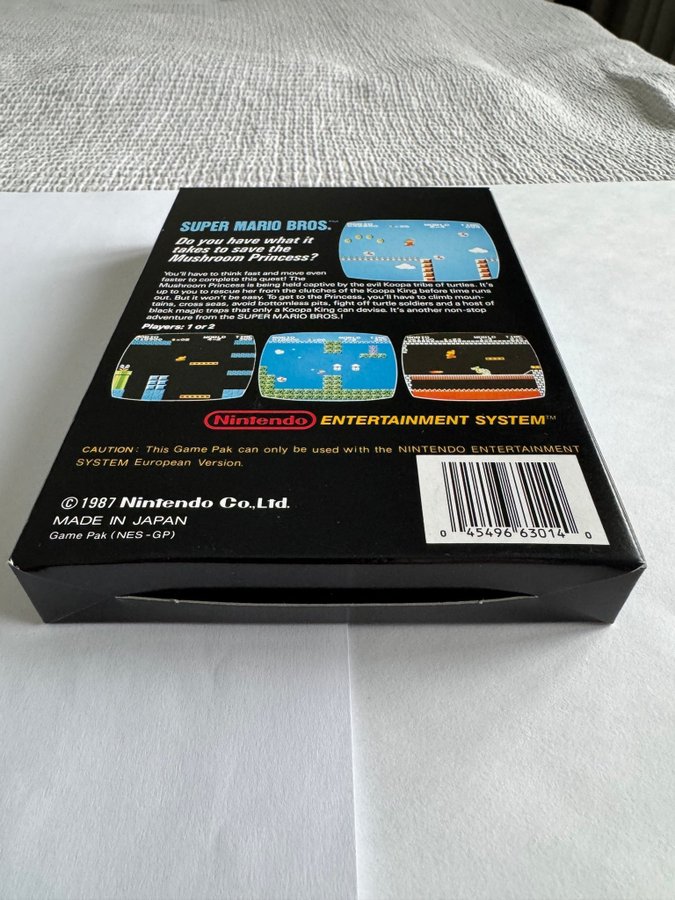 SUPER MARIO BROS.™
Do you have what it
takes to save the
Mushroom Princess?
You'll have to think fast and move even
faster to complete this quest! The
Mushroom Princess is being held captive by the evil Koopa tribe of turtles. It's
up to you to rescue her from the clutches of the Koopa King before time runs
out. But it won't be easy. To get to the Princess, you'll have to climb moun-
tains, cross seas, avoid bottomless pits, fight off turtle soldiers and a host of
black magic traps that only a Koopa King can devise. It's another non-stop
adventure from the SUPER MARIO BROS.!
Players: 1 or 2
Nintendo ENTERTAINMENT SYSTEM™
CAUTION: This Game Pak can only be used with the NINTENDO ENTERTAINMENT
SYSTEM European Version.
© 1987 Nintendo Co., Ltd.
MADE IN JAPAN
Game Pak (NES-GP)
0 45496 63014 0